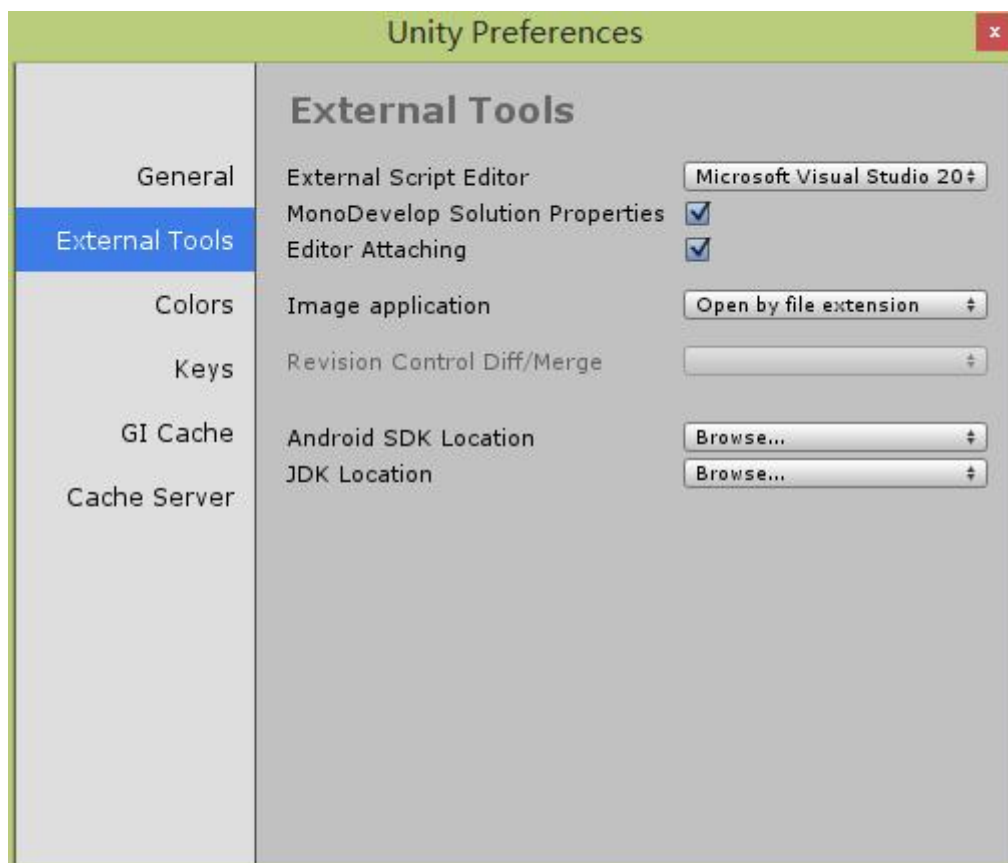 Unity Preferences
x
External Tools
General
External Tools
Colors
Keys
GI Cache
Cache Server
External Script Editor
Microsoft Visual Studio 20
MonoDevelop Solution Properties
Editor Attaching
Image application
Open by file extension
Revision Control Diff/Merge
Android SDK Location
Browse...
JDK Location
Browse...